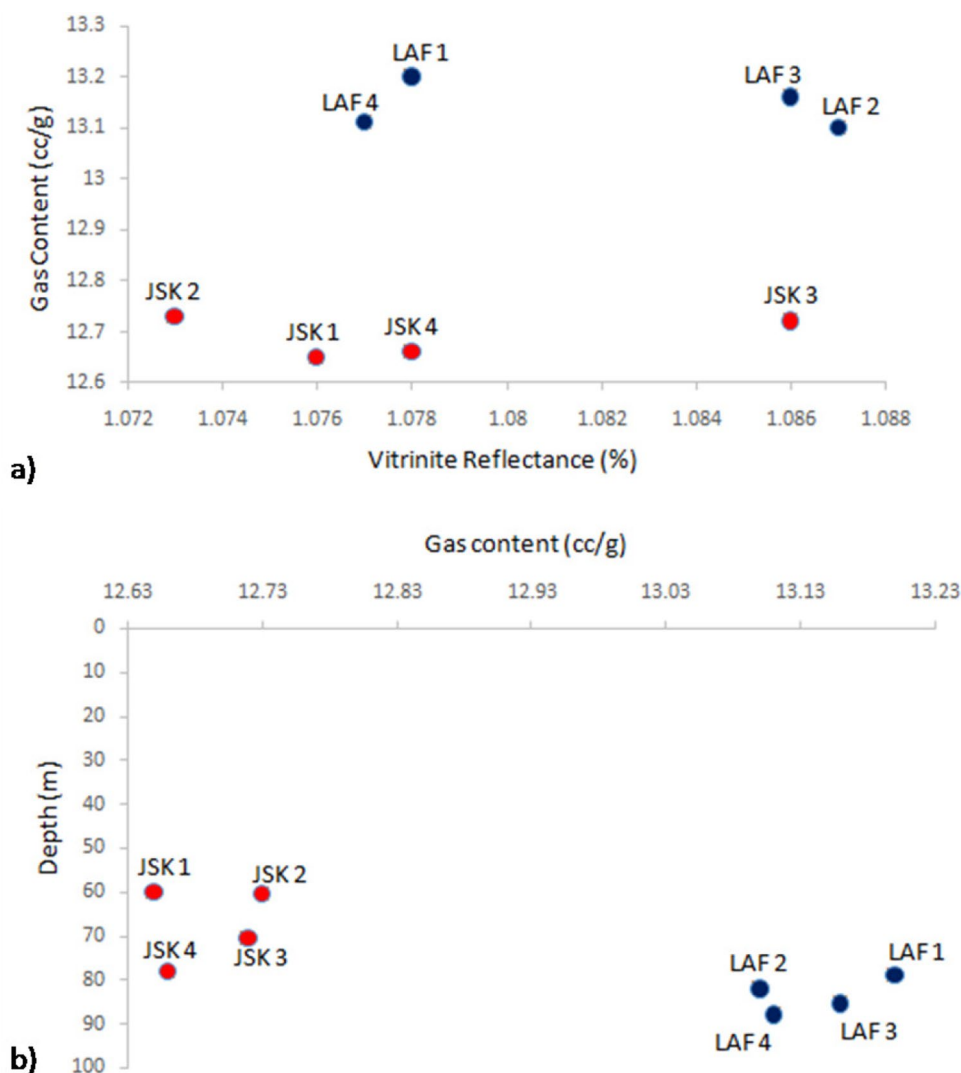 13.3
LAF 1
13.2
LAF 3
LAF 4
LAF 2
13.1
13
12.9
12.8
JSK 2
JSK 3
12.7
JSK 1
JSK 4
12.6
Gas Content (cc/g)
1.072 1.074 1.076 1.078 1.08 1.082 1.084 1.086 1.088
Vitrinite Reflectance (%)
a)
Gas content (cc/g)
12.63 12.73 12.83 12.93 13.03 13.13 13.23
0
10
20
30
40
50
60
70
80
90
100
Depth (m)
JSK 1
JSK 2
JSK 4
JSK 3
LAF 2
LAF 1
LAF 4
LAF 3
b)